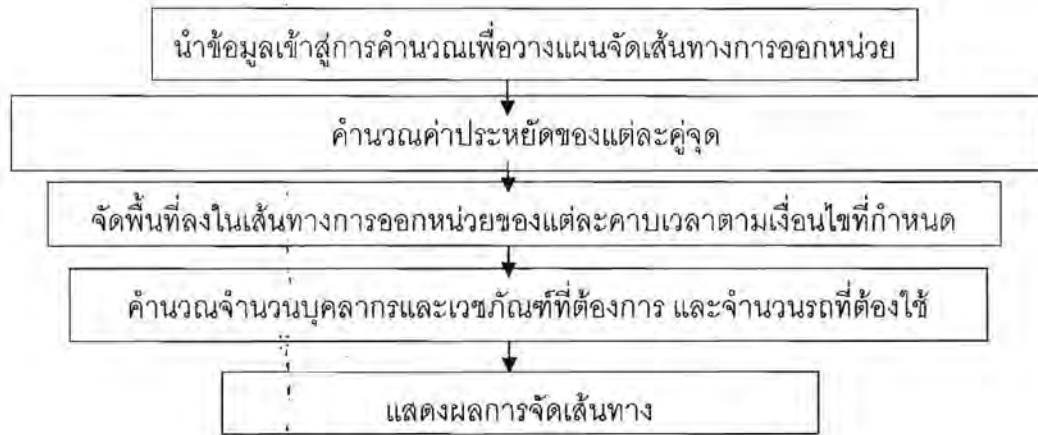 นำข้อมูลเข้าสู่การคำนวณเพื่อวางแผนจัดเส้นทางการออกหน่วย
คำนวณค่าประหยัดของแต่ละคู่จุด
จัดพื้นที่ลงในเส้นทางการออกหน่วยของแต่ละคาบเวลาตามเงื่อนไขที่กำหนด
คำนวณจำนวนบุคลากรและเวชภัณฑ์ที่ต้องการ และจำนวนรถที่ต้องใช้
แสดงผลการจัดเส้นทาง